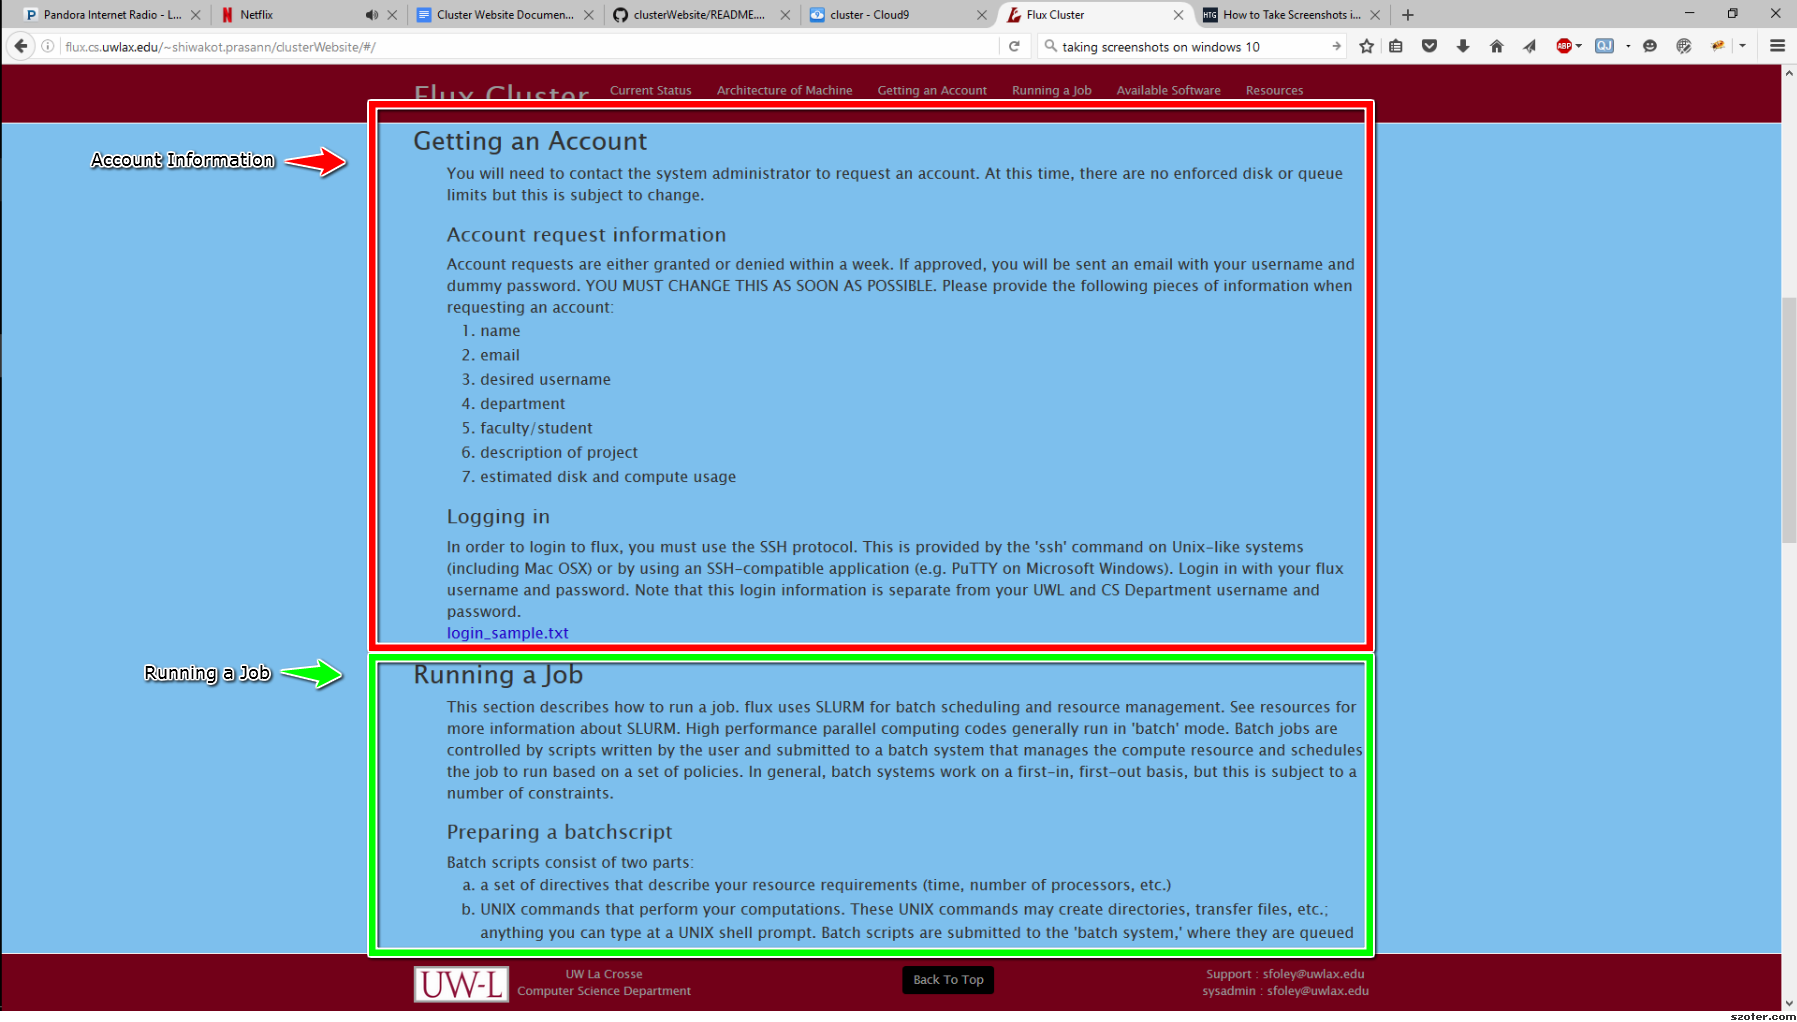 Pandora Internet Radio - L...
Netflix
Cluster Website Documen...
clusterWebsite/README....
cluster - Cloud9
Flux Cluster
How to Take Screenshots i...
flux.cs.uwlax.edu/~shiwakot.prasann/clusterWebsite/#/
taking screenshots on windows 10
Flux Cluster
Current Status
Architecture of Machine
Getting an Account
Running a Job
Available Software
Resources
Account Information
Getting an Account
You will need to contact the system administrator to request an account. At this time, there are no enforced disk or queue
limits but this is subject to change.
Account request information
Account requests are either granted or denied within a week. If approved, you will be sent an email with your username and
dummy password. YOU MUST CHANGE THIS AS SOON AS POSSIBLE. Please provide the following pieces of information when
requesting an account:
1. name
2. email
3. desired username
4. department
5. faculty/student
6. description of project
7. estimated disk and compute usage
Logging in
In order to login to flux, you must use the SSH protocol. This is provided by the 'ssh' command on Unix-like systems
(including Mac OSX) or by using an SSH-compatible application (e.g. PuTTY on Microsoft Windows). Login in with your flux
username and password. Note that this login information is separate from your UWL and CS Department username and
password.
login_sample.txt
Running a Job
Running a Job
This section describes how to run a job. flux uses SLURM for batch scheduling and resource management. See resources for
more information about SLURM. High performance parallel computing codes generally run in 'batch' mode. Batch jobs are
controlled by scripts written by the user and submitted to a batch system that manages the compute resource and schedules
the job to run based on a set of policies. In general, batch systems work on a first-in, first-out basis, but this is subject to a
number of constraints.
Preparing a batchscript
Batch scripts consist of two parts:
a. a set of directives that describe your resource requirements (time, number of processors, etc.)
b. UNIX commands that perform your computations. These UNIX commands may create directories, transfer files, etc.;
anything you can type at a UNIX shell prompt. Batch scripts are submitted to the 'batch system,' where they are queued
UW-L
UW La Crosse
Computer Science Department
Back To Top
Support : sfoley@uwlax.edu
sysadmin : sfoley@uwlax.edu
szoter.com
HTG
ABP
QJ